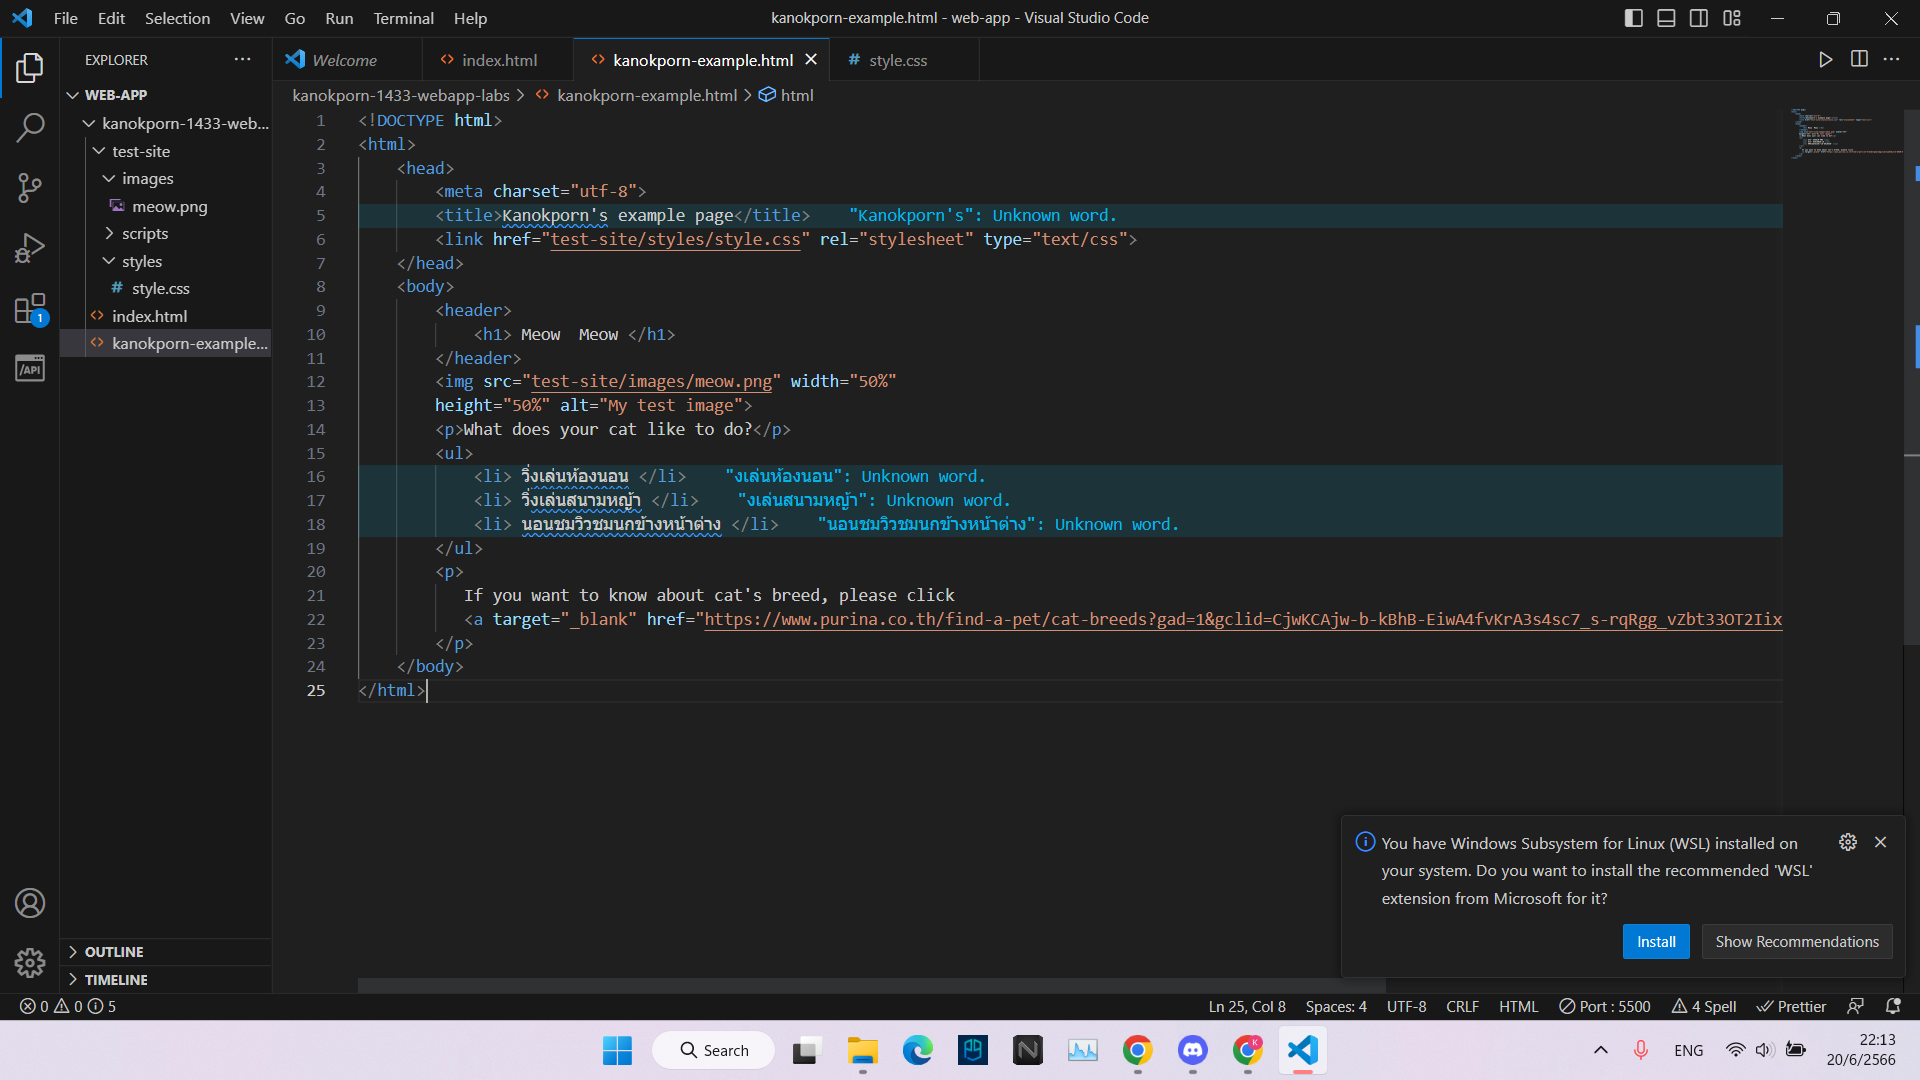 File Edit Selection View Go Run Terminal Help
kanokporn-example.html - web-app - Visual Studio Code
EXPLORER
WEB-APP
kanokporn-1433-web...
test-site
images
meow.png
scripts
styles
style.css
index.html
kanokporn-example...
OUTLINE
TIMELINE
1
/API
Welcome index.html kanokporn-example.html style.css
kanokporn-1433-webapp-labs > kanokporn-example.html > html
1 <!DOCTYPE html>
2 <html>
3 <head>
4 <meta charset="utf-8">
5 <title>Kanokporn's example page</title> "Kanokporn's": Unknown word.
6 <link href="test-site/styles/style.css" rel="stylesheet" type="text/css">
7 </head>
8 <body>
9 <header>
10 <h1> Meow  Meow </h1>
11 </header>
12 <img src="test-site/images/meow.png" width="50%"
13 height="50%" alt="My test image">
14 <p>What does your cat like to do?</p>
15 <ul>
16 <li> วิ่งเล่นห้องนอน </li> "งเล่นห้องนอน": Unknown word.
17 <li> วิ่งเล่นสนามหญ้า </li> "งเล่นสนามหญ้า": Unknown word.
18 <li> นอนชมวิวชมนกข้างหน้าต่าง </li> "นอนชมวิวชมนกข้างหน้าต่าง": Unknown word.
19 </ul>
20 <p>
21 If you want to know about cat's breed, please click
22 <a target="_blank" href="https://www.purina.co.th/find-a-pet/cat-breeds?gad=1&gclid=CjwKCAjw-b-kBhB-EiwA4fvKrA3s4sc7_s-rqRgg_vZbt33OT2Iix
23 </p>
24 </body>
25 </html>
You have Windows Subsystem for Linux (WSL) installed on
your system. Do you want to install the recommended 'WSL'
extension from Microsoft for it?
Install Show Recommendations
0 0 5 Ln 25, Col 8 Spaces: 4 UTF-8 CRLF HTML Port : 5500 4 Spell Prettier
Search
ENG
22:13
20/6/2566